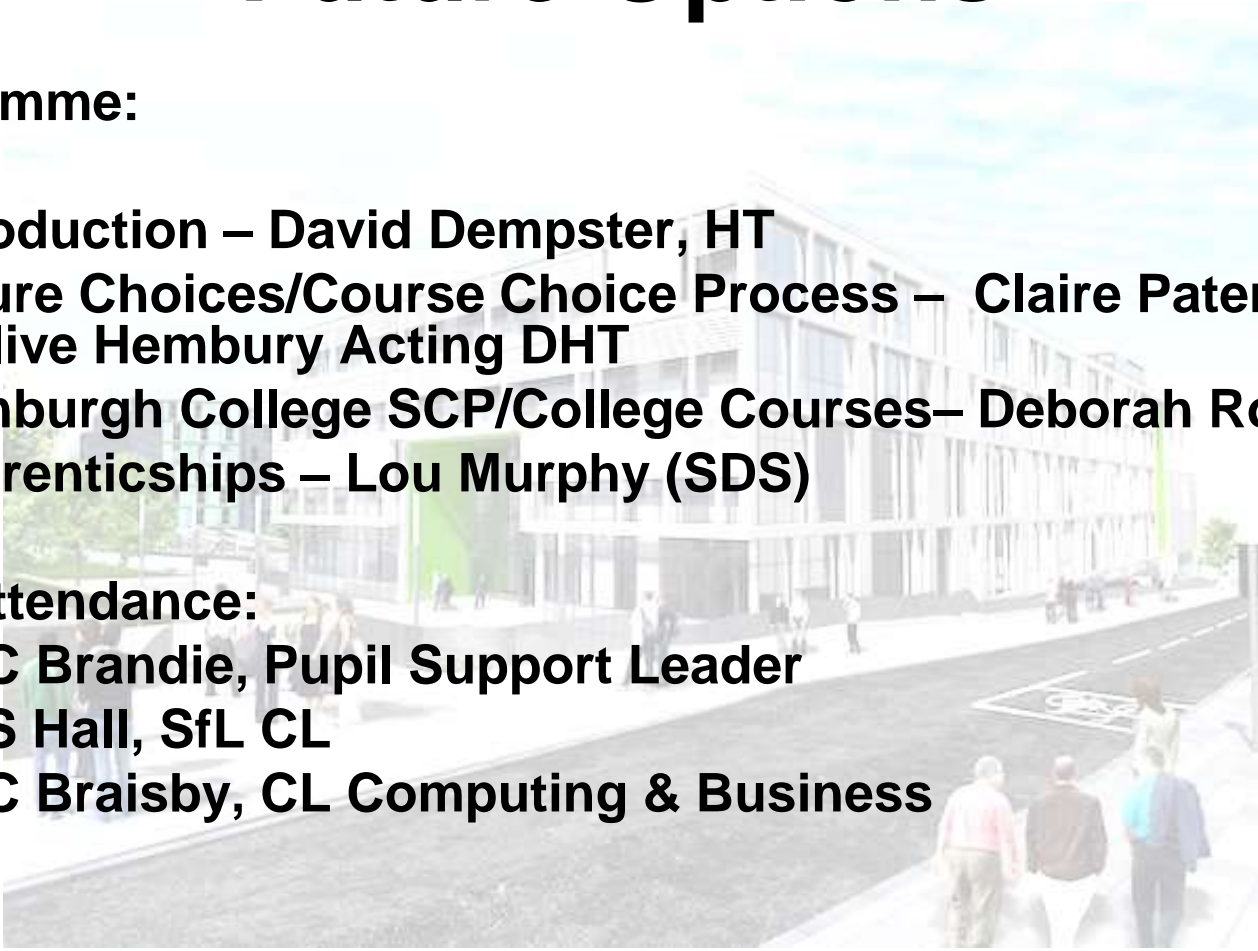 Future Options
mme:
oduction – David Dempster, HT
ure Choices/Course Choice Process – Claire Pater
live Hembury Acting DHT
nburgh College SCP/College Courses– Deborah Ro
renticships – Lou Murphy (SDS)
ttendance:
C Brandie, Pupil Support Leader
S Hall, SfL CL
C Braisby, CL Computing & Business